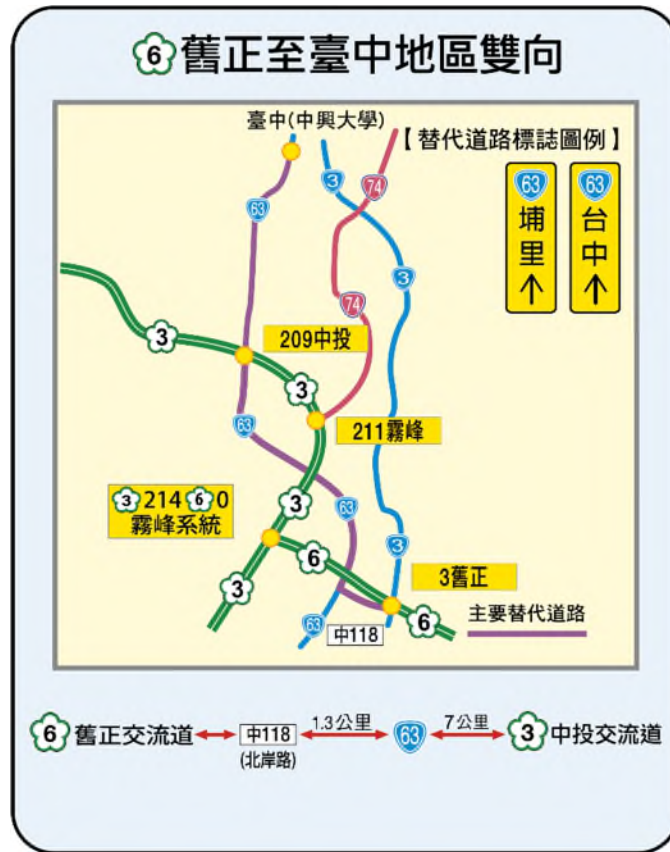 6 舊正至臺中地區雙向
臺中(中興大學)
【替代道路標誌圖例】
63
埔里
↑
63
台中
↑
3
74
63
3
74
3
209中投
3
211霧峰
63
63
3 214 6 0
霧峰系統
3
6
3
3舊正
3
63
中118
6
主要替代道路
6 舊正交流道 ↔ 中118 ↔ 1.3公里 63 ↔ 7公里 3 中投交流道
(北岸路)